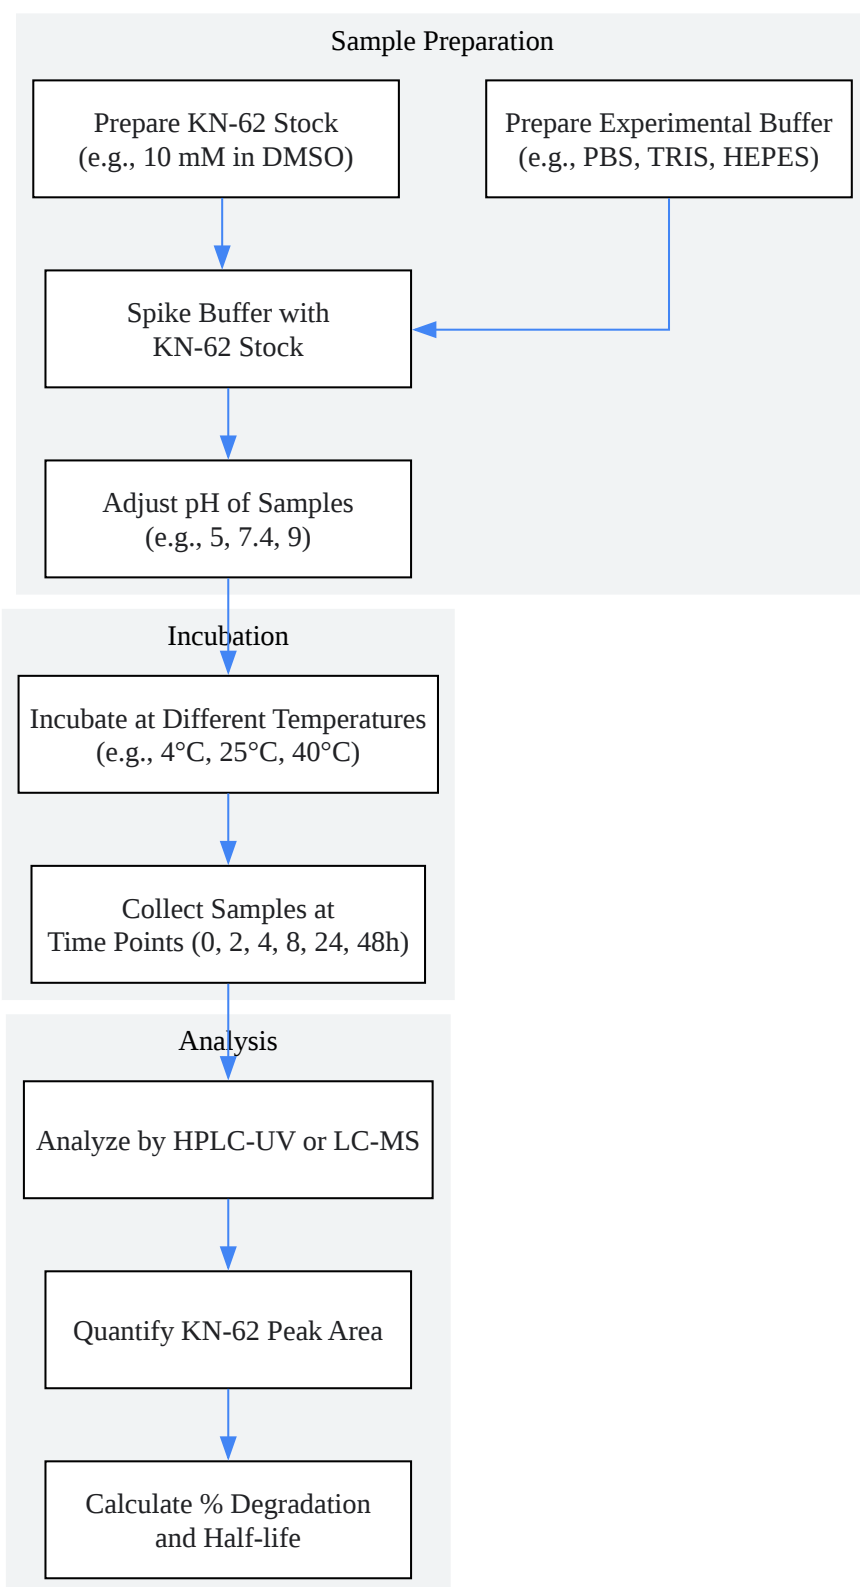 Sample Preparation
Prepare KN-62 Stock
(e.g., 10 mM in DMSO)
Prepare Experimental Buffer
(e.g., PBS, TRIS, HEPES)
Spike Buffer with
KN-62 Stock
Adjust pH of Samples
(e.g., 5, 7.4, 9)
Incubation
Incubate at Different Temperatures
(e.g., 4°C, 25°C, 40°C)
Collect Samples at
Time Points (0, 2, 4, 8, 24, 48h)
Analysis
Analyze by HPLC-UV or LC-MS
Quantify KN-62 Peak Area
Calculate % Degradation
and Half-life